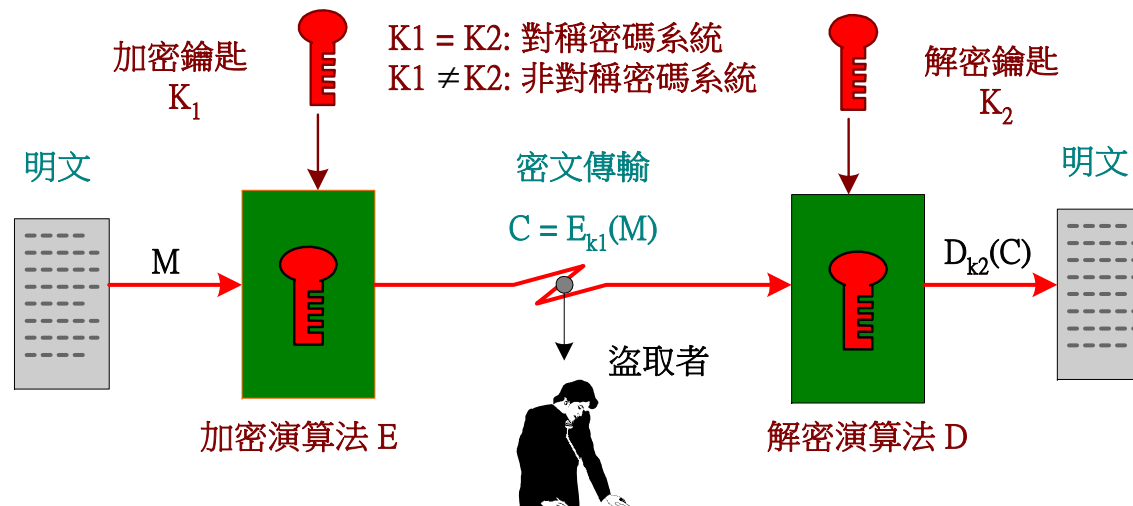 加密鑰匙
K₁
K1 = K2: 對稱密碼系統
K1 ≠K2: 非對稱密碼系統
解密鑰匙
K₂
明文
密文傳輸
明文
C = Eₖ₁(M)
M
Dₖ₂(C)
盜取者
加密演算法 E
解密演算法 D